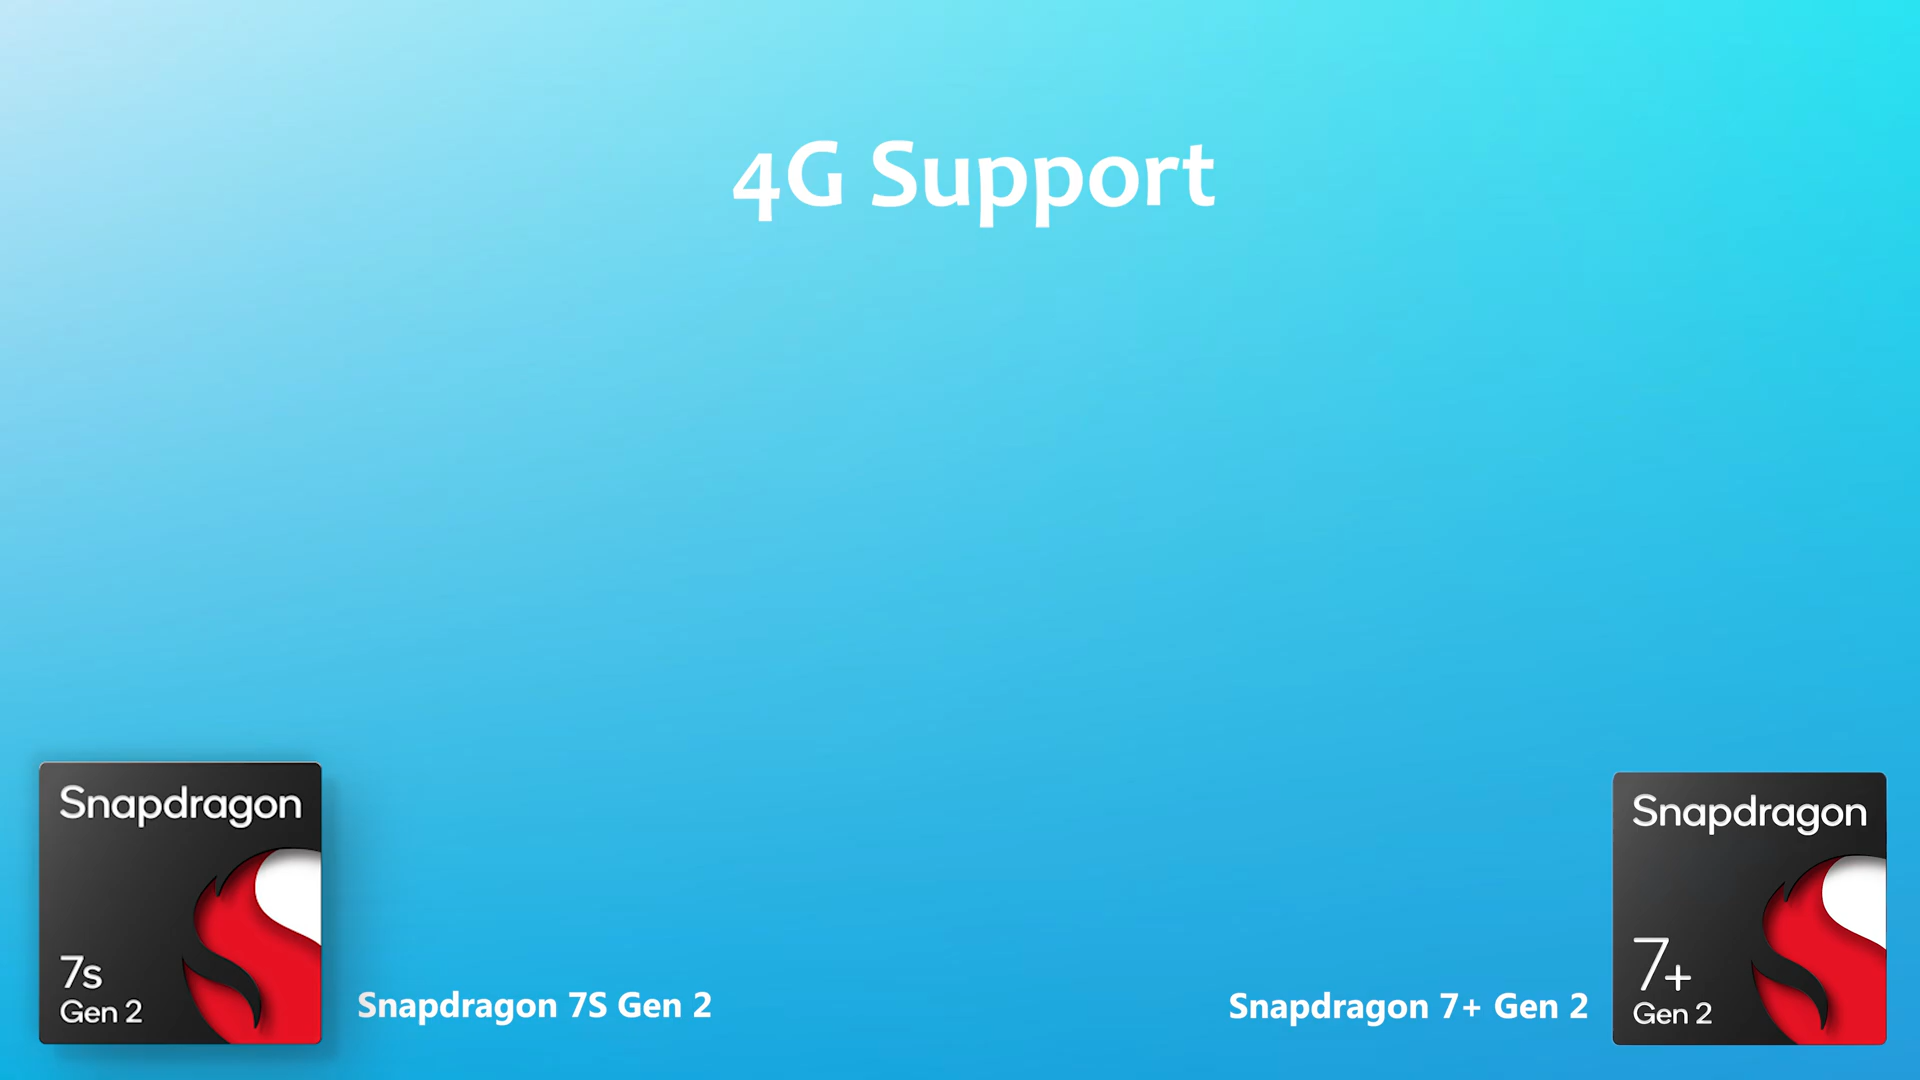 4G Support
Snapdragon
7s
Gen 2
Snapdragon 7S Gen 2
Snapdragon 7+ Gen 2
Snapdragon
7+
Gen 2